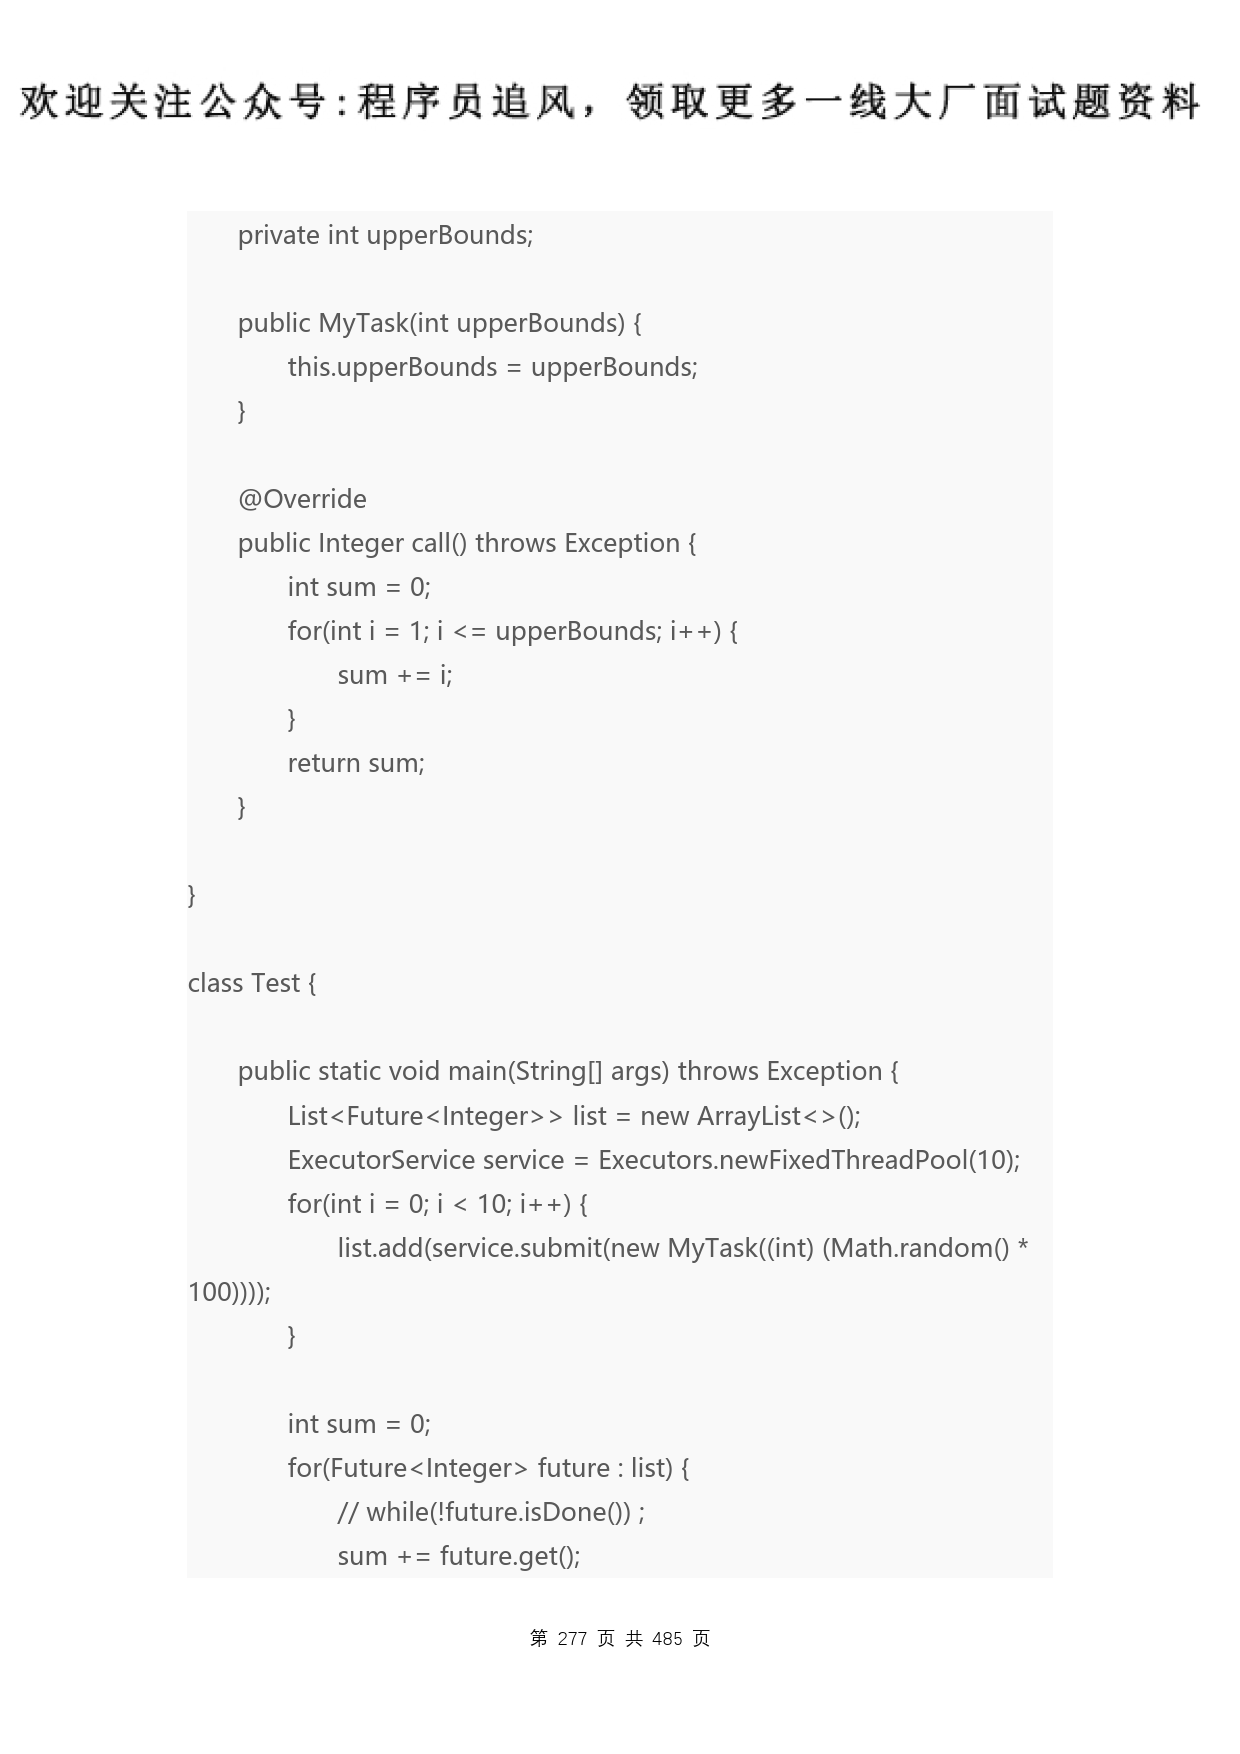 欢迎关注公众号:程序员追风，领取更多一线大厂面试题资料
private int upperBounds;
public MyTask(int upperBounds) {
this.upperBounds = upperBounds;
}
@Override
public Integer call() throws Exception {
int sum = 0;
for(int i = 1; i <= upperBounds; i++) {
sum += i;
}
return sum;
}
}
class Test {
public static void main(String[] args) throws Exception {
List<Future<Integer>> list = new ArrayList<>();
ExecutorService service = Executors.newFixedThreadPool(10);
for(int i = 0; i < 10; i++) {
list.add(service.submit(new MyTask((int) (Math.random() *
100))));
}
int sum = 0;
for(Future<Integer> future : list) {
// while(!future.isDone()) ;
sum += future.get();
第 277 页 共 485 页